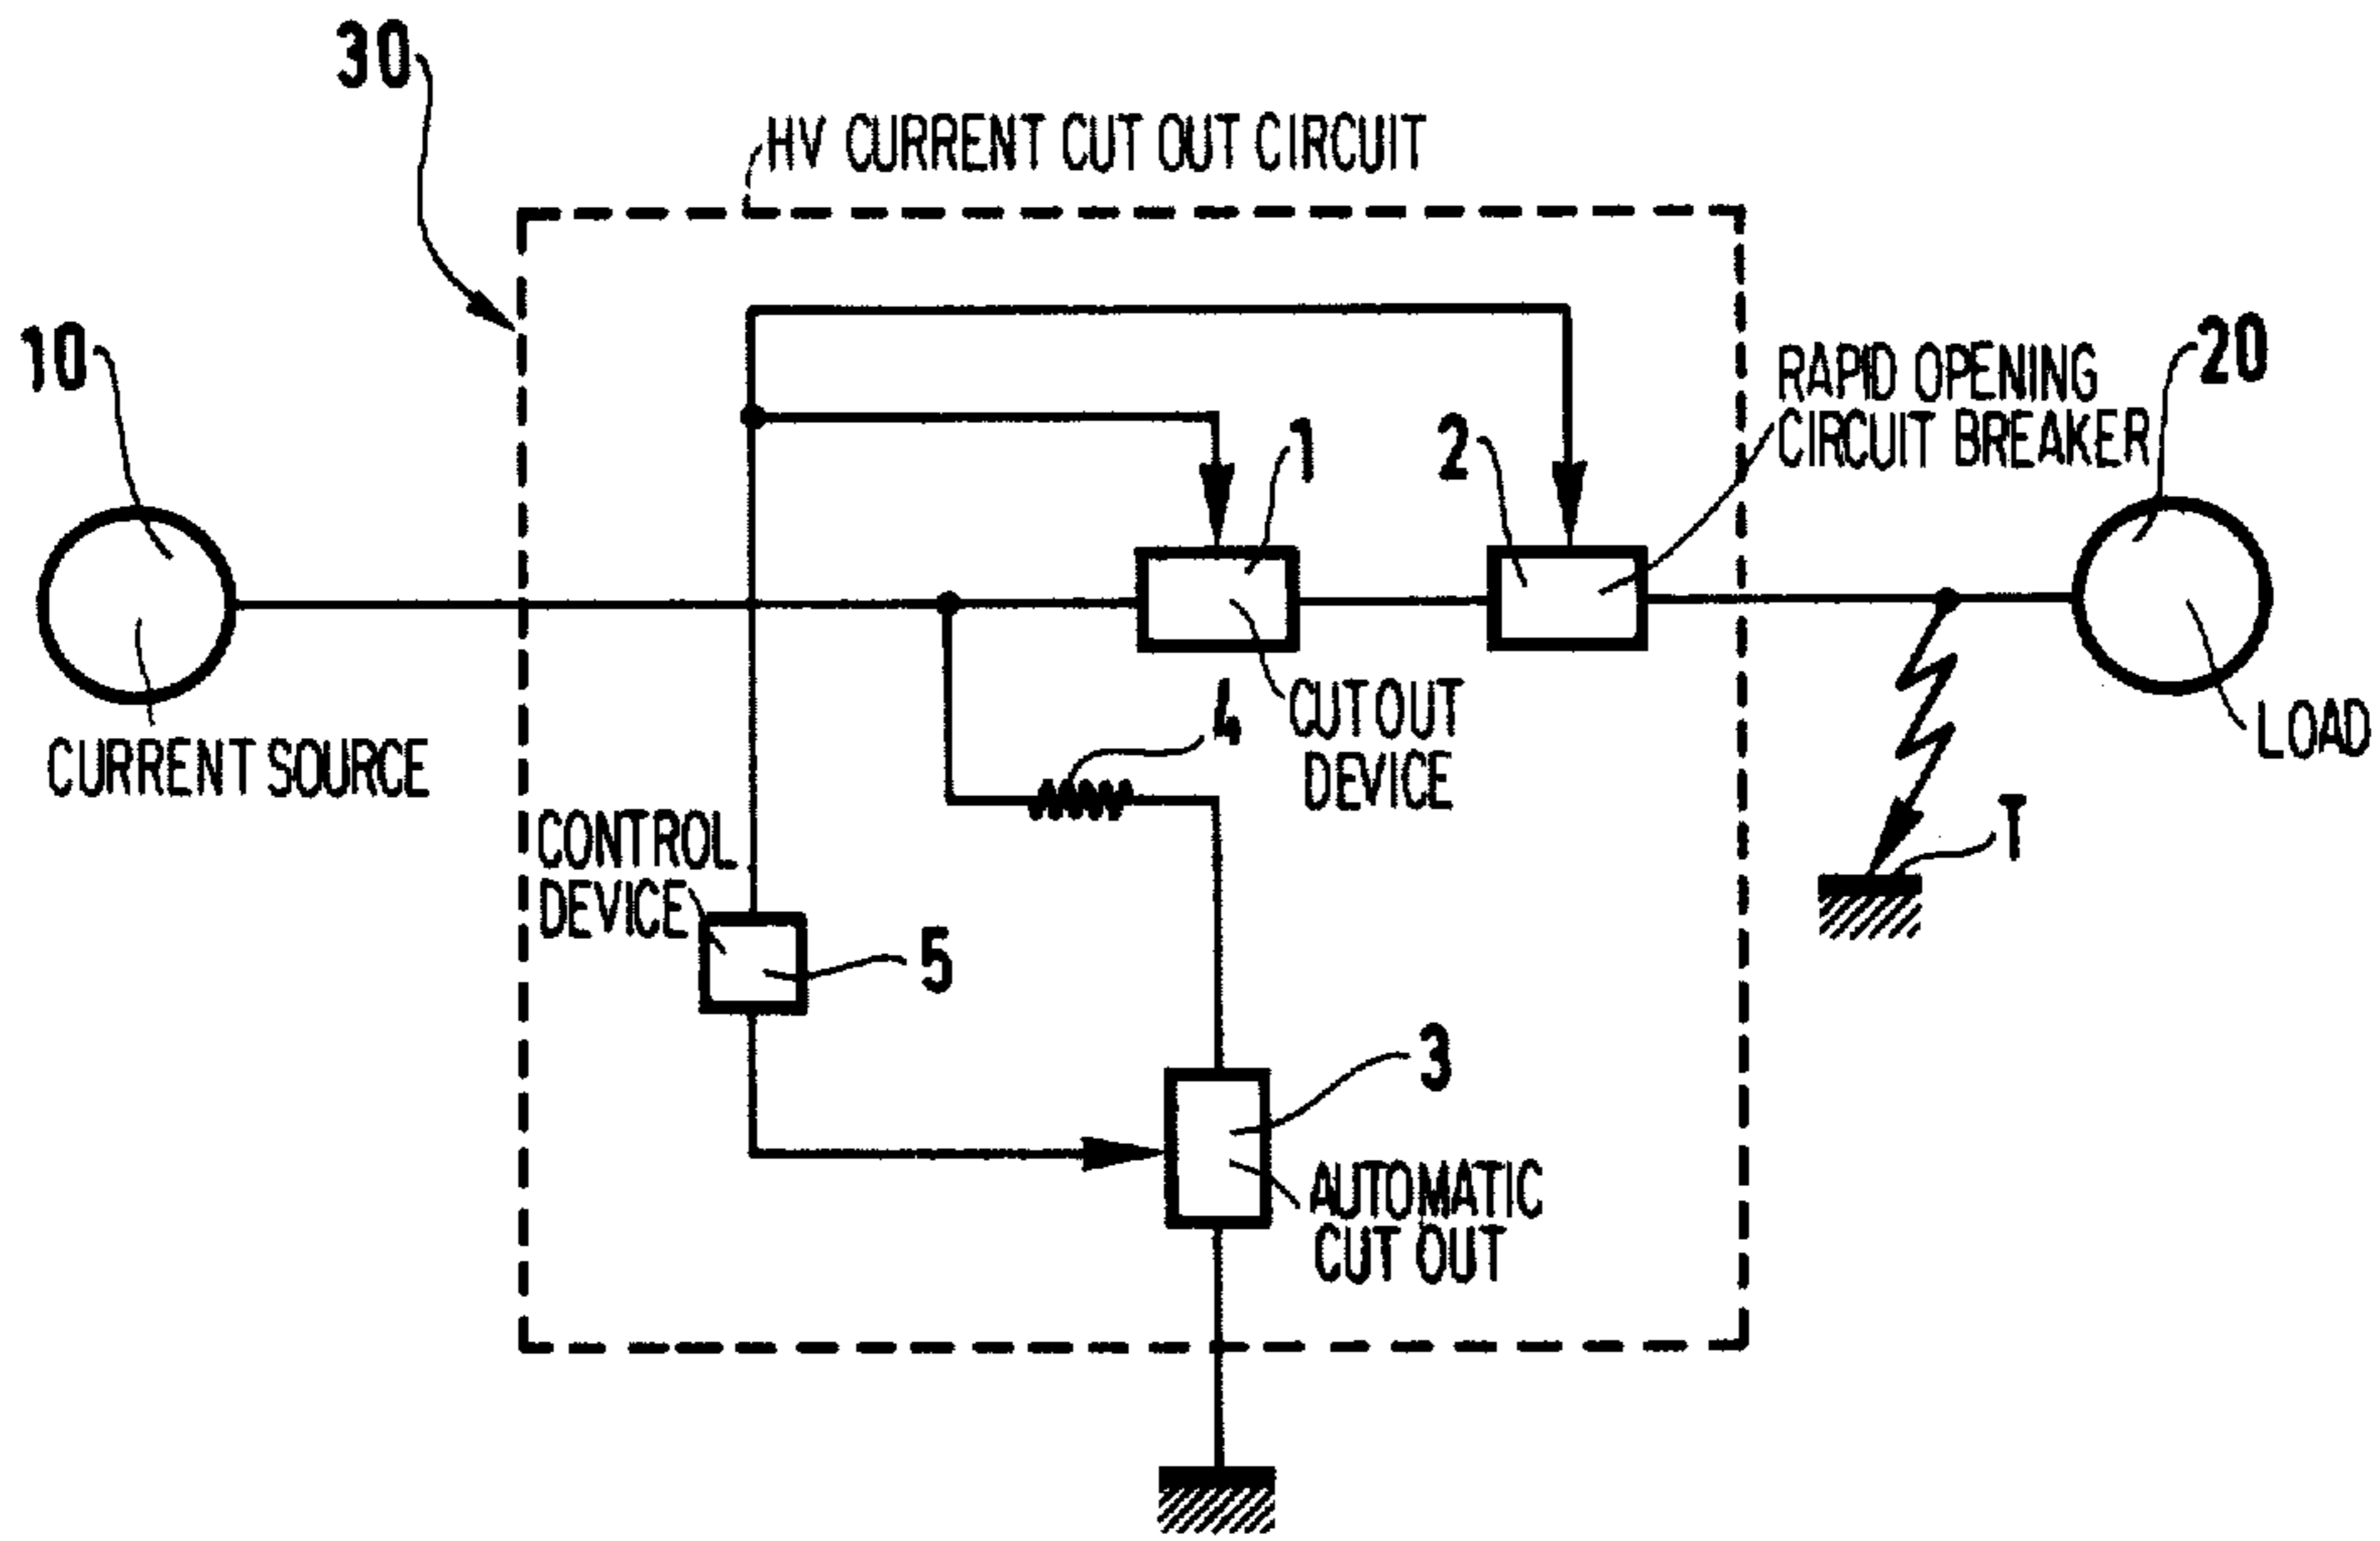 30
HV CURRENT CUT OUT CIRCUIT
10
20
RAPID OPENING
CIRCUIT BREAKER
1
2
CURRENT SOURCE
4
CUT OUT
DEVICE
LOAD
CONTROL
DEVICE
T
5
3
AUTOMATIC
CUT OUT